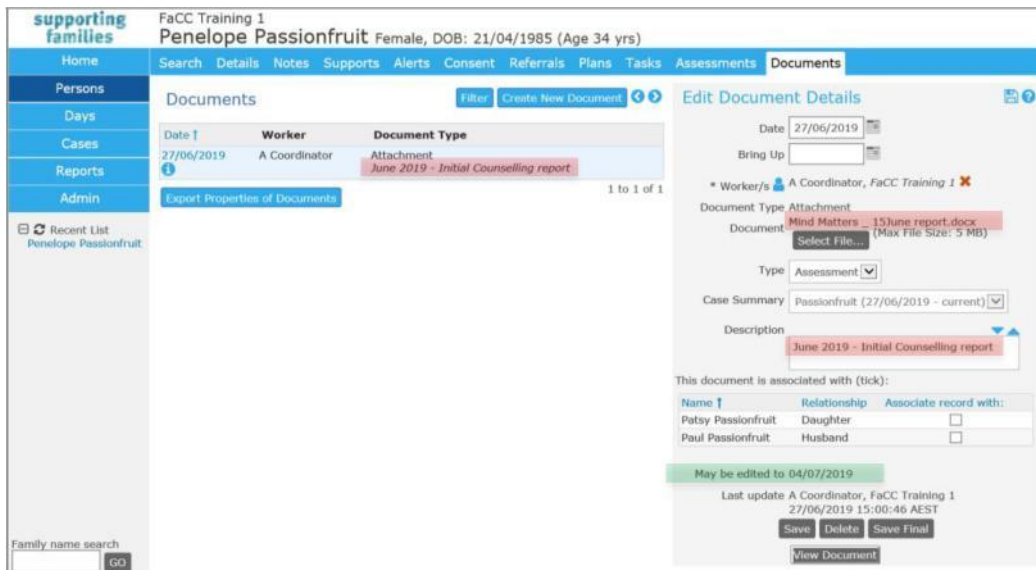 supporting
families
FaCC Training 1
Penelope Passionfruit Female, DOB: 21/04/1985 (Age 34 yrs)
Home
Persons
Days
Cases
Reports
Admin
Recent List
Penelope Passionfruit
Family name search
GO
Search Details Notes Supports Alerts Consent Referrals Plans Tasks Assessments Documents
Documents
Filter Create New Document
Date Worker Document Type
27/06/2019 A Coordinator Attachment
June 2019 - Initial Counselling report
1 to 1 of 1
Export Properties of Documents
Edit Document Details
Date 27/06/2019
Bring Up
* Worker/s A Coordinator, FaCC Training 1
Document Type Attachment
Document Mind Matters _ 15June report.docx
Select File... (Max File Size: 5 MB)
Type Assessment
Case Summary Passionfruit (27/06/2019 - current)
Description
June 2019 - Initial Counselling report
This document is associated with (tick):
Name Relationship Associate record with:
Patsy Passionfruit Daughter
Paul Passionfruit Husband
May be edited to 04/07/2019
Last update A Coordinator, FaCC Training 1
27/06/2019 15:00:46 AEST
Save Delete Save Final
View Document